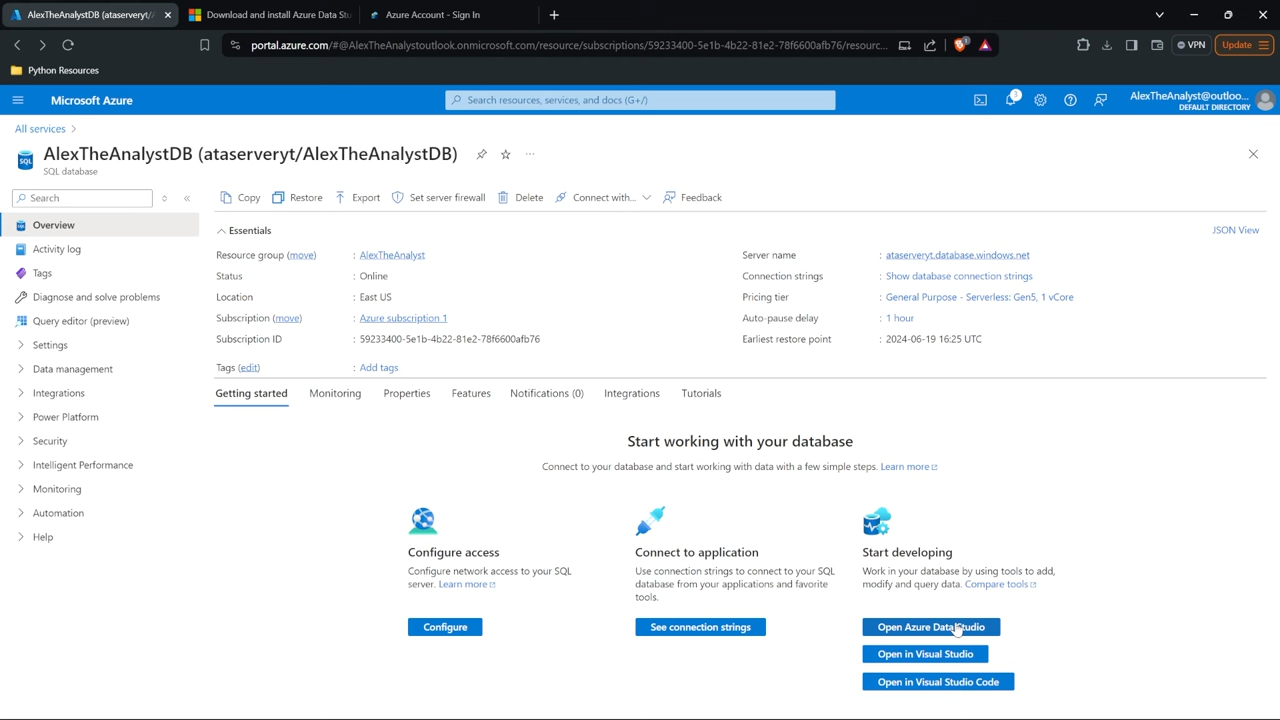 AlexTheAnalystDB (ataserveryt/
Download and install Azure Data Stu
Azure Account - Sign In
portal.azure.com/#@AlexTheAnalystoutlook.onmicrosoft.com/resource/subscriptions/59233400-5e1b-4b22-81e2-78f6600afb76/resourc...
1
VPN
Update
Python Resources
Microsoft Azure
Search resources, services, and docs (G+/)
3
AlexTheAnalyst@outloo...
DEFAULT DIRECTORY
All services
SQL
AlexTheAnalystDB (ataserveryt/AlexTheAnalystDB)
SQL database
Search
Copy
Restore
Export
Set server firewall
Delete
Connect with...
Feedback
Overview
Activity log
Tags
Diagnose and solve problems
Query editor (preview)
Settings
Data management
Integrations
Power Platform
Security
Intelligent Performance
Monitoring
Automation
Help
Essentials
JSON View
Resource group (move) : AlexTheAnalyst
Status : Online
Location : East US
Subscription (move) : Azure subscription 1
Subscription ID : 59233400-5e1b-4b22-81e2-78f6600afb76
Server name : ataserveryt.database.windows.net
Connection strings : Show database connection strings
Pricing tier : General Purpose - Serverless: Gen5, 1 vCore
Auto-pause delay : 1 hour
Earliest restore point : 2024-06-19 16:25 UTC
Tags (edit) : Add tags
Getting started
Monitoring
Properties
Features
Notifications (0)
Integrations
Tutorials
Start working with your database
Connect to your database and start working with data with a few simple steps. Learn more
Configure access
Configure network access to your SQL
server. Learn more
Configure
Connect to application
Use connection strings to connect to your SQL
database from your applications and favorite
tools.
See connection strings
Start developing
Work in your database by using tools to add,
modify and query data. Compare tools
Open Azure Data Studio
Open in Visual Studio
Open in Visual Studio Code